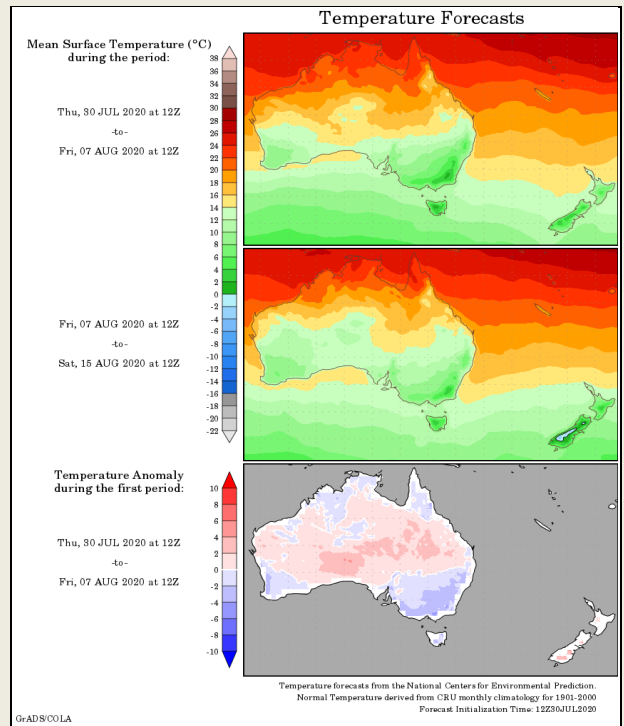 Temperature Forecasts
Mean Surface Temperature (°C)
during the period:
38
36
34
32
30
28
26
24
22
20
18
16
14
12
10
8
6
4
2
0
-2
-4
-6
-8
-10
-12
-14
-16
-18
-20
-22
Thu, 30 JUL 2020 at 12Z
-to-
Fri, 07 AUG 2020 at 12Z
Fri, 07 AUG 2020 at 12Z
-to-
Sat, 15 AUG 2020 at 12Z
Temperature Anomaly
during the first period:
10
8
6
4
2
0
-2
-4
-6
-8
-10
Thu, 30 JUL 2020 at 12Z
-to-
Fri, 07 AUG 2020 at 12Z
Temperature forecasts from the National Centers for Environmental Prediction.
Normal Temperature derived from CRU monthly climatology for 1901-2000
Forecast Initialization Time: 12Z30JUL2020
GrADS/COLA